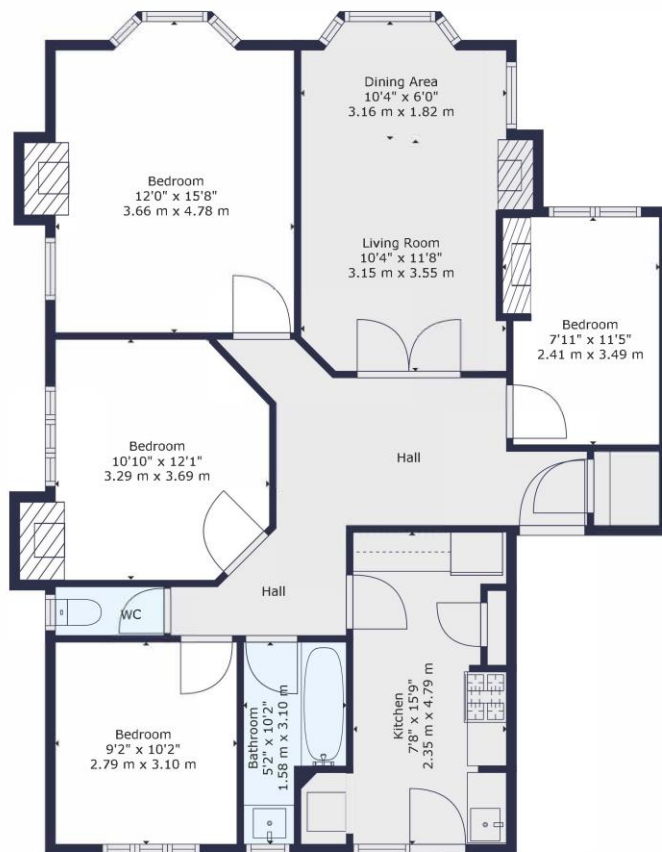 Dining Area
10'4" x 6'0"
3.16 m x 1.82 m
Bedroom
12'0" x 15'8"
3.66 m x 4.78 m
Living Room
10'4" x 11'8"
3.15 m x 3.55 m
Bedroom
7'11" x 11'5"
2.41 m x 3.49 m
Bedroom
10'10" x 12'1"
3.29 m x 3.69 m
Hall
Hall
WC
Bedroom
9'2" x 10'2"
2.79 m x 3.10 m
Bathroom
5'2" x 10'2"
1.58 m x 3.10 m
Kitchen
7'8" x 15'9"
2.35 m x 4.79 m